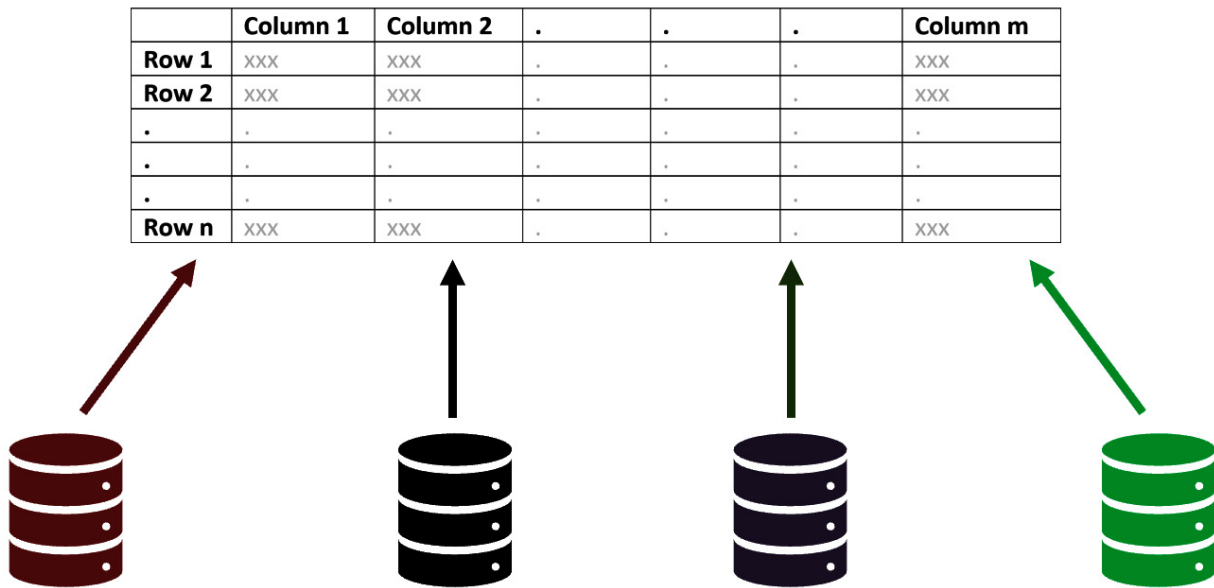 Column 1 Column 2 . . . Column m
Row 1 xxx xxx . . . xxx
Row 2 xxx xxx . . . xxx
. . . . . . .
. . . . . . .
. . . . . . .
Row n xxx xxx . . . xxx